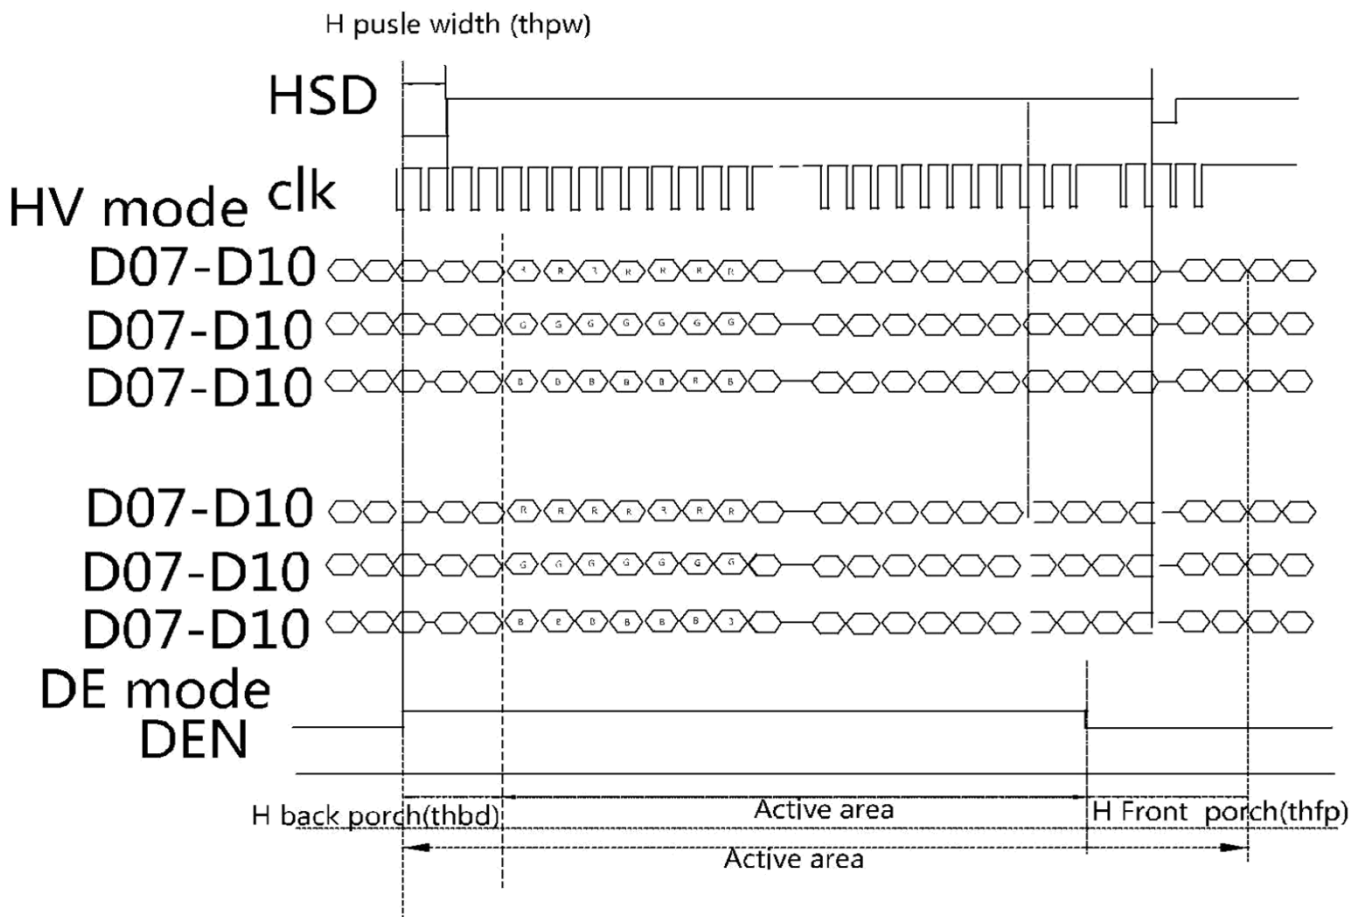 H pusle width (thpw)
HSD
clk
HV mode
D07-D10
R R R R R R
D07-D10
G G G G G G G
D07-D10
B B B B B B B
D07-D10
R R R R R R R
D07-D10
G G G G G G G
D07-D10
B B B B B B
DE mode
DEN
H back porch(thbd) Active area H Front porch(thfp)
Active area